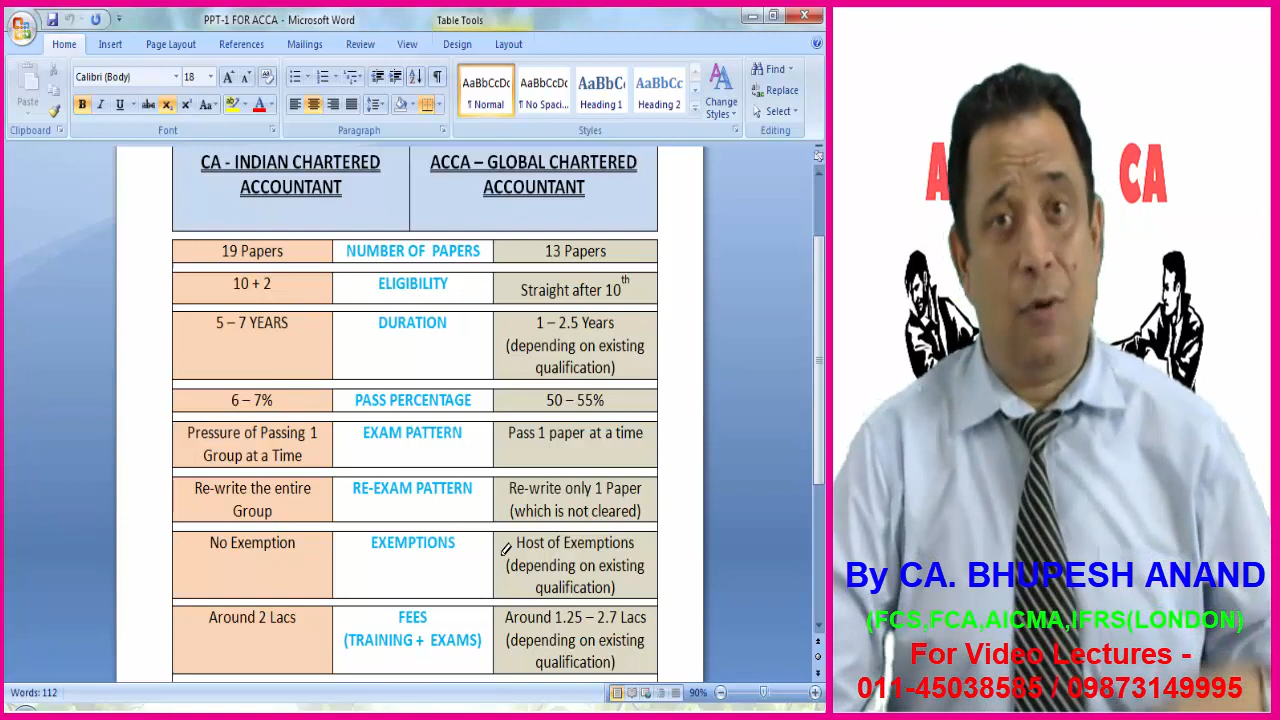 PPT-1 FOR ACCA - Microsoft Word
Table Tools
Home Insert Page Layout References Mailings Review View Design Layout
Paste
Calibri (Body) 18
B I U abc X₂ X² Aa A
AaBbCcDc AaBbCcDc AaBbCc AaBbCc
¶ Normal ¶ No Spaci... Heading 1 Heading 2
Change Styles
Find
Replace
Select
Clipboard Font Paragraph Styles Editing
CA - INDIAN CHARTERED
ACCOUNTANT
ACCA – GLOBAL CHARTERED
ACCOUNTANT
19 Papers NUMBER OF PAPERS 13 Papers
10 + 2 ELIGIBILITY Straight after 10th
5 – 7 YEARS DURATION 1 – 2.5 Years
(depending on existing
qualification)
6 – 7% PASS PERCENTAGE 50 – 55%
Pressure of Passing 1 EXAM PATTERN Pass 1 paper at a time
Group at a Time
Re-write the entire RE-EXAM PATTERN Re-write only 1 Paper
Group (which is not cleared)
No Exemption EXEMPTIONS Host of Exemptions
(depending on existing
qualification)
Around 2 Lacs FEES Around 1.25 – 2.7 Lacs
(TRAINING + EXAMS) (depending on existing
qualification)
Words: 112
90%
CA
By CA. BHUPESH ANAND
(FCS,FCA,AICMA,IFRS(LONDON)
For Video Lectures -
011-45038585 / 09873149995